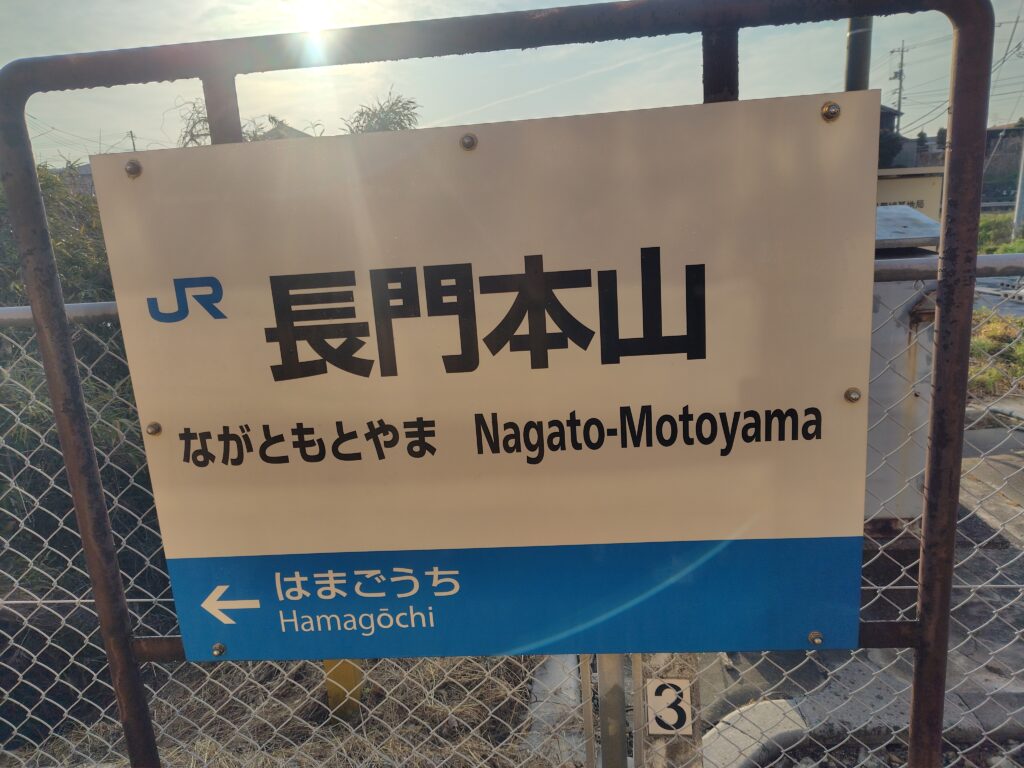 JR 長門本山
ながともとやま Nagato-Motoyama
← はまごうち
Hamagōchi
3